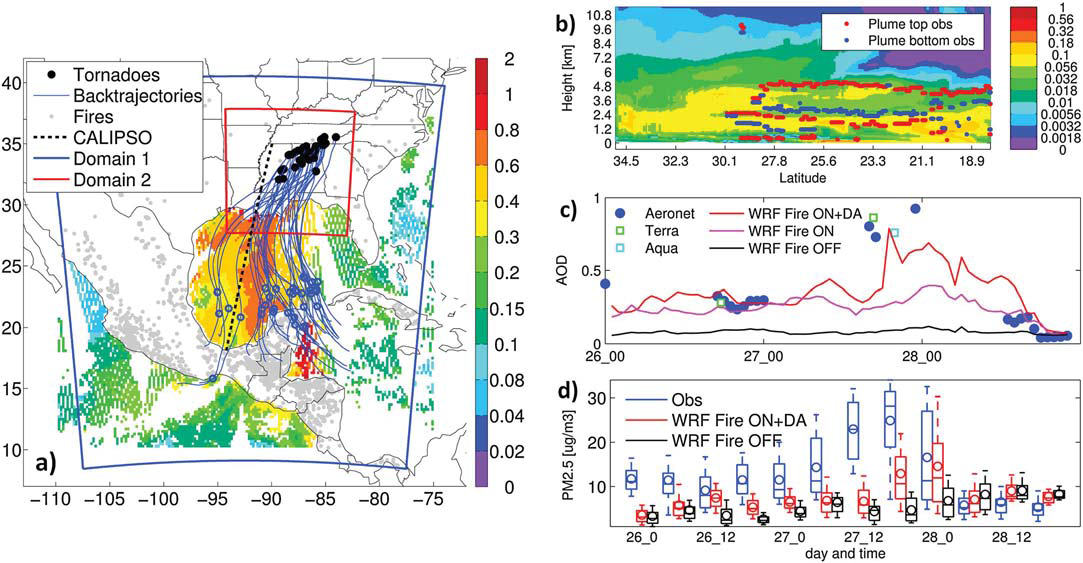 a)
Tornadoes
Backtrajectories
Fires
CALIPSO
Domain 1
Domain 2
40
35
30
25
20
15
10
−110 −105 −100 −95 −90 −85 −80 −75
2
1
0.8
0.6
0.4
0.3
0.2
0.15
0.1
0.08
0.04
0.02
0
b)
Height [km]
10.8
9.6
8.4
7.2
6
4.8
3.6
2.4
1.2
0
Plume top obs
Plume bottom obs
34.5 32.3 30.1 27.8 25.6 23.3 21.1 18.9
Latitude
1
0.56
0.32
0.18
0.1
0.056
0.032
0.018
0.01
0.0056
0.0032
0.0018
0
c)
AOD
1
0.5
0
Aeronet
Terra
Aqua
WRF Fire ON+DA
WRF Fire ON
WRF Fire OFF
26_00 27_00 28_00
d)
PM2.5 [ug/m3]
30
20
10
Obs
WRF Fire ON+DA
WRF Fire OFF
26_0 26_12 27_0 27_12 28_0 28_12
day and time